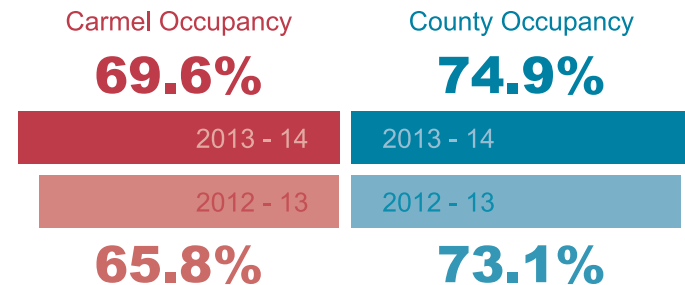 Carmel Occupancy
69.6%
2013 - 14
2012 - 13
65.8%
County Occupancy
74.9%
2013 - 14
2012 - 13
73.1%